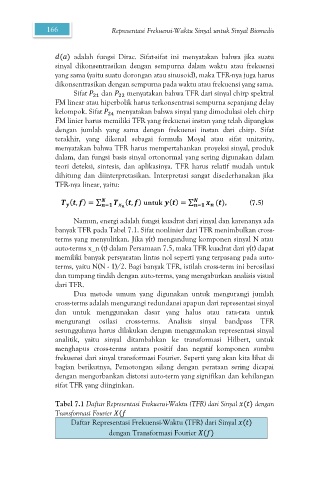 166 Representasi Frekuensi-Waktu Sinyal untuk Sinyal Biomedis
d(a) adalah fungsi Dirac. Sifat-sifat ini menyatakan bahwa jika suatu
sinyal dikonsentrasikan dengan sempurna dalam waktu atau frekuensi
yang sama (yaitu suatu dorongan atau sinusoid), maka TFR-nya juga harus
dikonsentrasikan dengan sempurna pada waktu atau frekuensi yang sama.
Sifat P₂₁ dan P₂₂ menyatakan bahwa TFR dari sinyal chirp spektral
FM linear atau hiperbolik harus terkonsentrasi sempurna sepanjang delay
kelompok. Sifat P₂₄ menyatakan bahwa sinyal yang dimodulasi oleh chirp
FM linier harus memiliki TFR yang frekuensi instan yang telah dipangkas
dengan jumlah yang sama dengan frekuensi instan dari chirp. Sifat
terakhir, yang dikenal sebagai formula Moyal atau sifat unitarity,
menyatakan bahwa TFR harus mempertahankan proyeksi sinyal, produk
dalam, dan fungsi basis sinyal ortonormal yang sering digunakan dalam
teori deteksi, sintesis, dan aplikasinya. TFR harus relatif mudah untuk
dihitung dan diinterpretasikan. Interpretasi sangat disederhanakan jika
TFR-nya linear, yaitu:
T_y(t, f) = ∑_{n=1}^{N} T_{x_n}(t, f) untuk y(t) = ∑_{n=1}^{N} x_n (t), (7.5)
Namun, energi adalah fungsi kuadrat dari sinyal dan karenanya ada
banyak TFR pada Tabel 7.1. Sifat nonlinier dari TFR menimbulkan cross-
terms yang menyulitkan. Jika y(t) mengandung komponen sinyal N atau
auto-terms x_n (t) dalam Persamaan 7.5, maka TFR kuadrat dari y(t) dapat
memiliki banyak persyaratan lintas nol seperti yang terpasang pada auto-
terms, yaitu N(N - 1)/2. Bagi banyak TFR, istilah cross-term ini berosilasi
dan tumpang tindih dengan auto-terms, yang mengaburkan analisis visual
dari TFR.
Dua metode umum yang digunakan untuk mengurangi jumlah
cross-terms adalah mengurangi redundansi apapun dari representasi sinyal
dan untuk menggunakan dasar yang halus atau rata-rata untuk
mengurangi osilasi cross-terms. Analisis sinyal bandpass TFR
sesungguhnya harus dilakukan dengan menggunakan representasi sinyal
analitik, yaitu sinyal ditambahkan ke transformasi Hilbert, untuk
menghapus cross-terms antara positif dan negatif komponen sumbu
frekuensi dari sinyal transformasi Fourier. Seperti yang akan kita lihat di
bagian berikutnya, Pemotongan silang dengan perataan sering dicapai
dengan mengorbankan distorsi auto-term yang signifikan dan kehilangan
sifat TFR yang diinginkan.
Tabel 7.1 Daftar Representasi Frekuensi-Waktu (TFR) dari Sinyal x(t) dengan
Transformasi Fourier X(f
Daftar Representasi Frekuensi-Waktu (TFR) dari Sinyal x(t)
dengan Transformasi Fourier X(f)